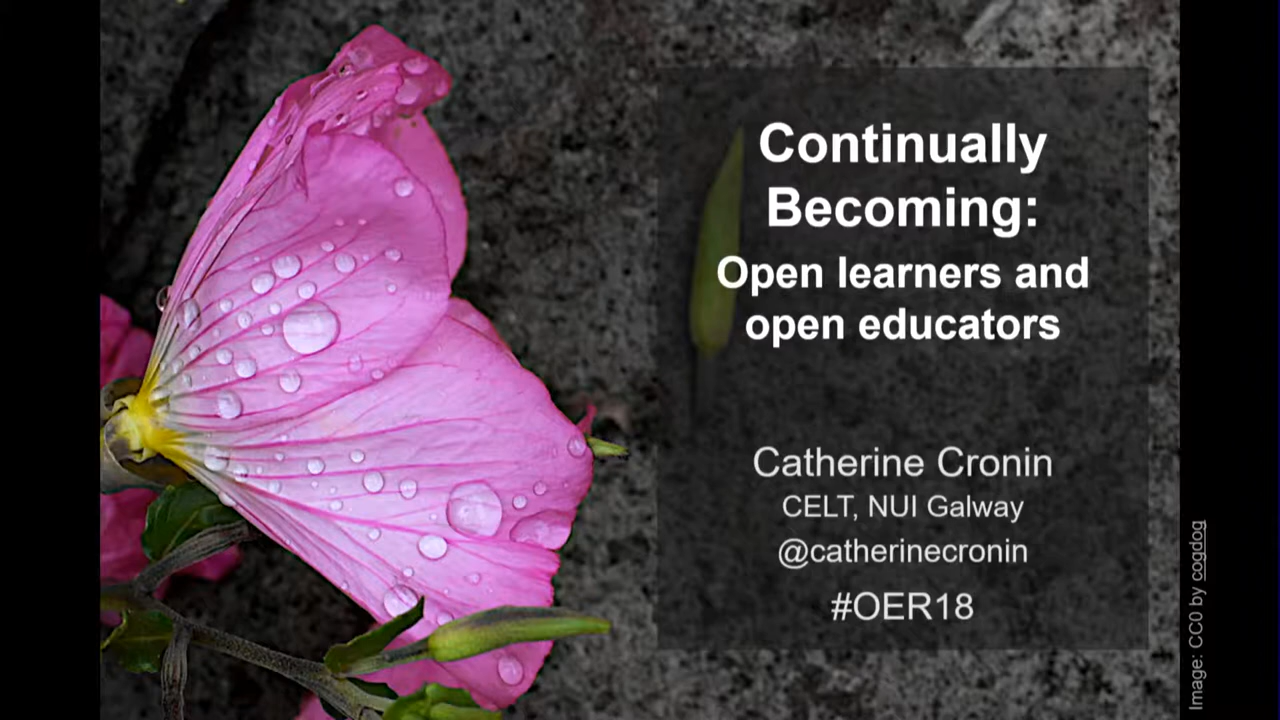 Continually
Becoming:
Open learners and
open educators
Catherine Cronin
CELT, NUI Galway
@catherinecronin
#OER18
Image: CC0 by cogdog